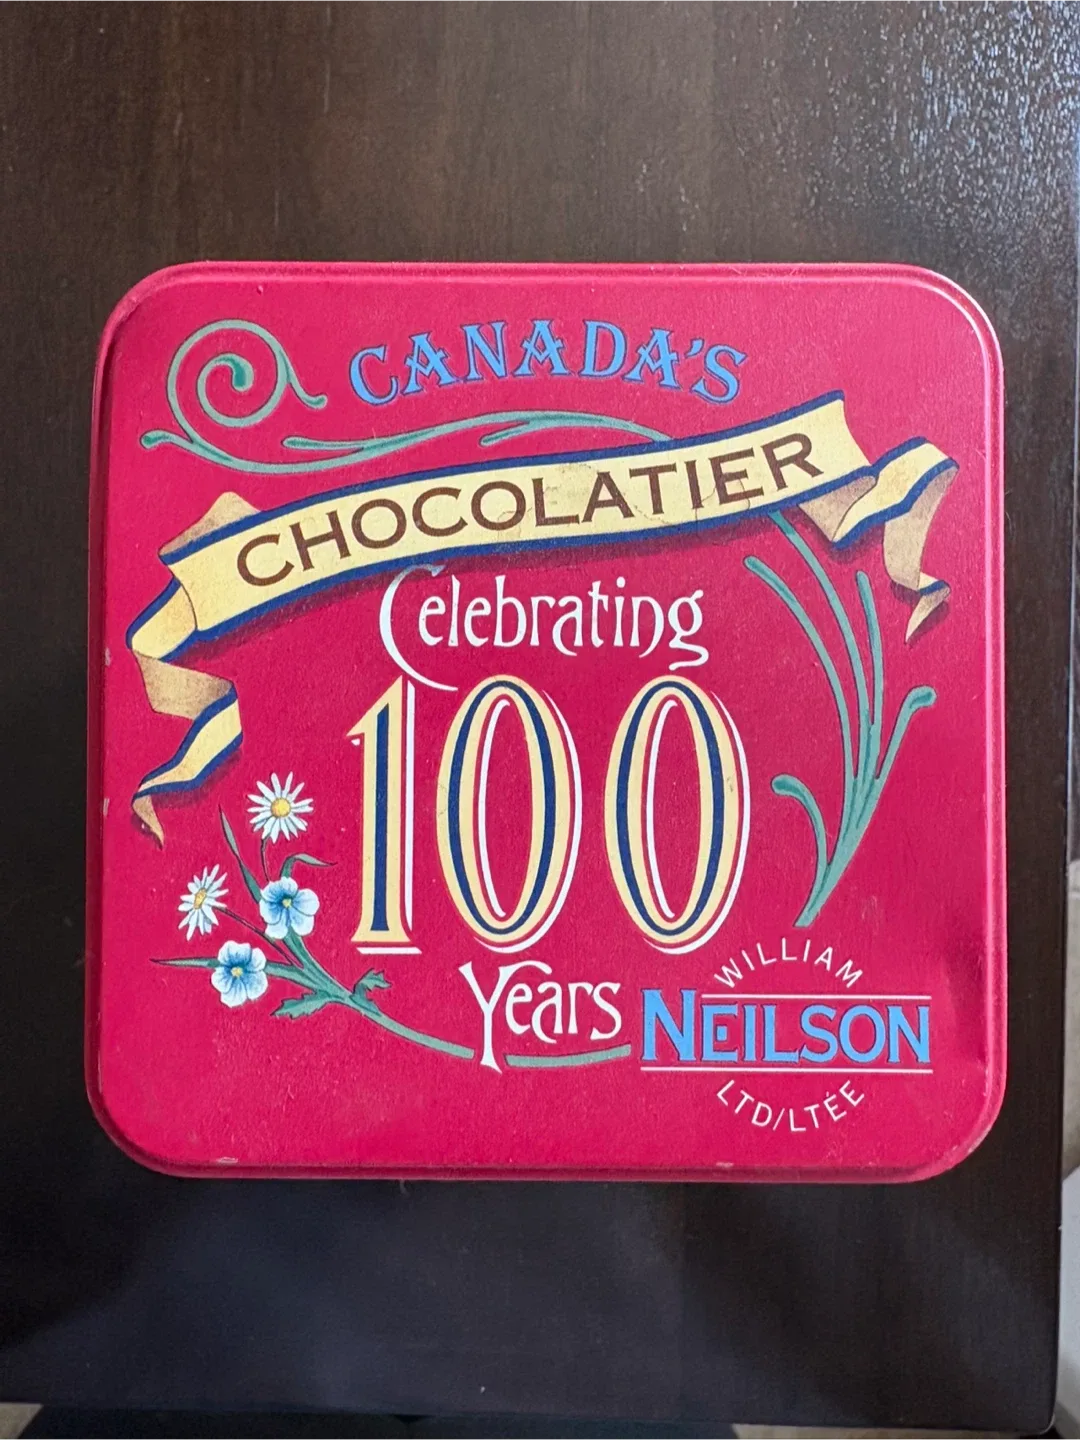 CANADA'S
CHOCOLATIER
Celebrating
100
Years
WILLIAM
NEILSON
LTD/LTÉE